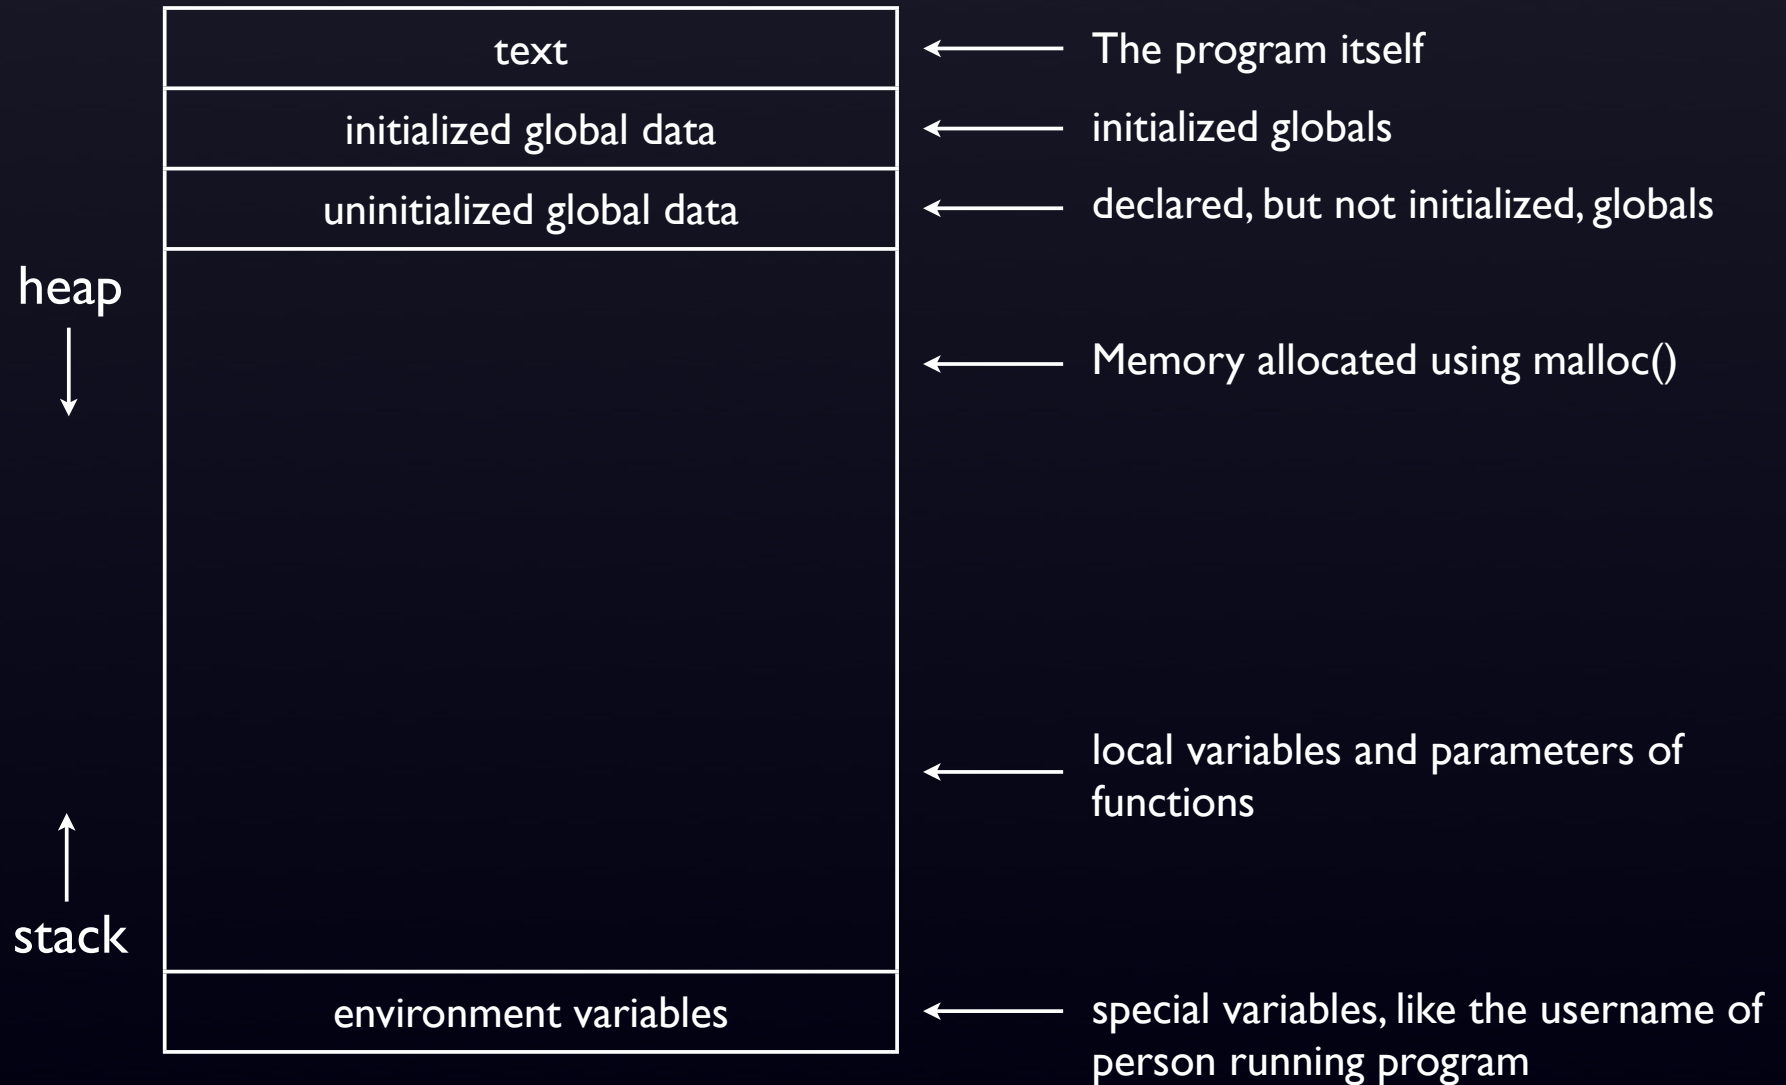 text
The program itself
initialized global data
initialized globals
uninitialized global data
declared, but not initialized, globals
heap
Memory allocated using malloc()
local variables and parameters of
functions
stack
environment variables
special variables, like the username of
person running program